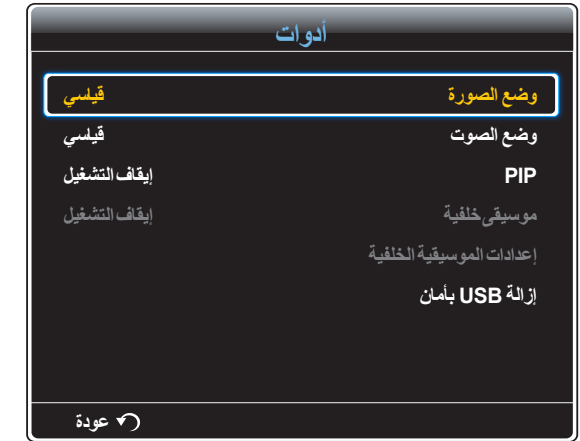 أدوات
وضع الصورة قياسي
وضع الصوت قياسي
PIP إيقاف التشغيل
موسيقى خلفية إيقاف التشغيل
إعدادات الموسيقية الخلفية
إزالة USB بأمان
عودة